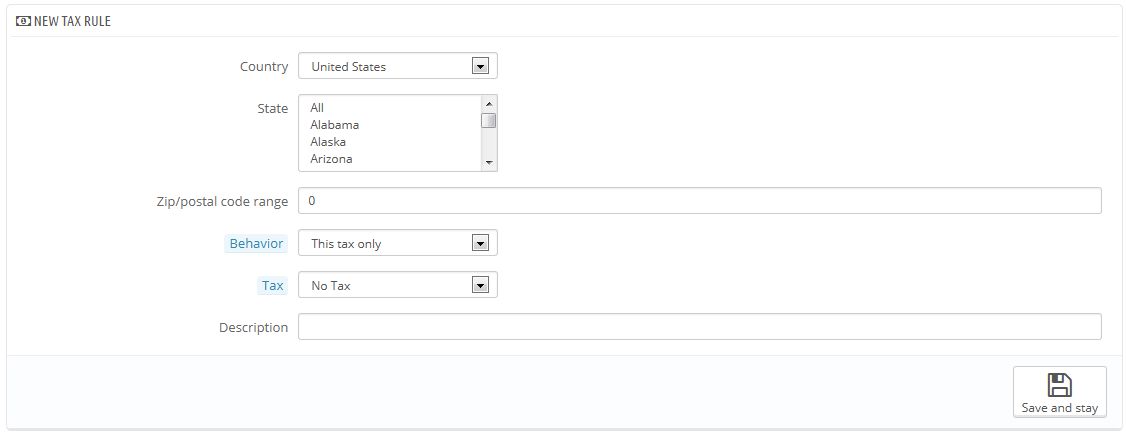 NEW TAX RULE
Country United States
State All
Alabama
Alaska
Arizona
Zip/postal code range 0
Behavior This tax only
Tax No Tax
Description
Save and stay